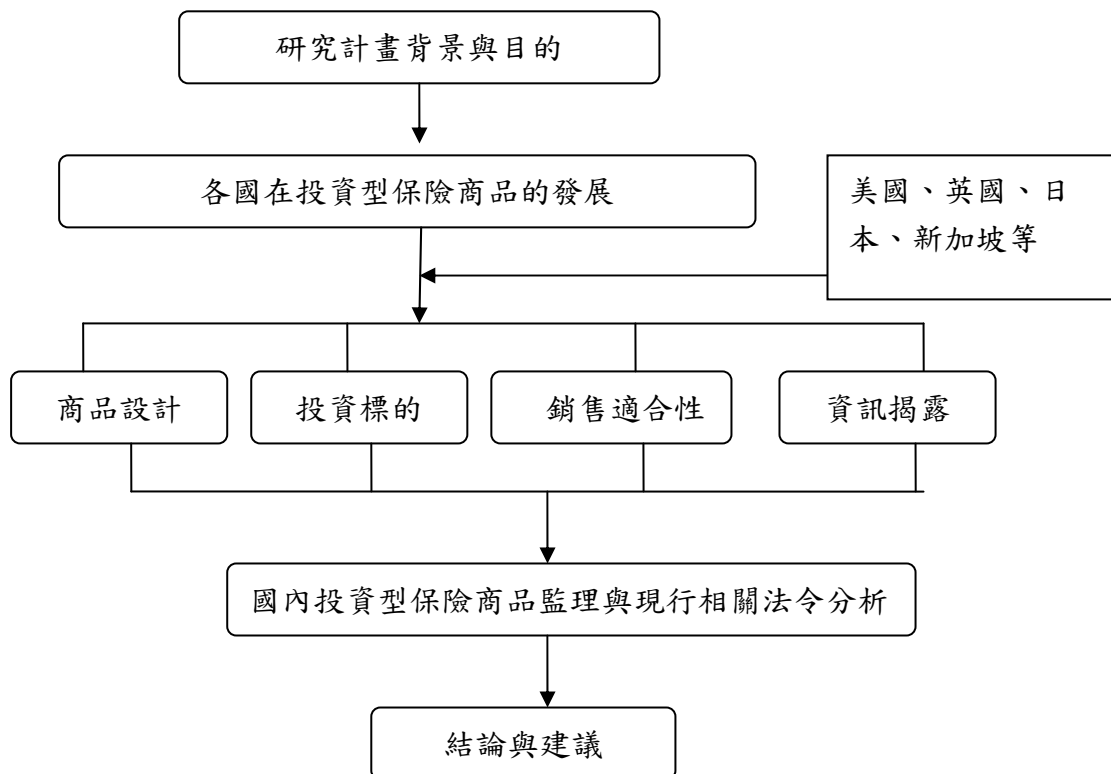 研究計畫背景與目的
各國在投資型保險商品的發展
美國、英國、日
本、新加坡等
商品設計
投資標的
銷售適合性
資訊揭露
國內投資型保險商品監理與現行相關法令分析
結論與建議